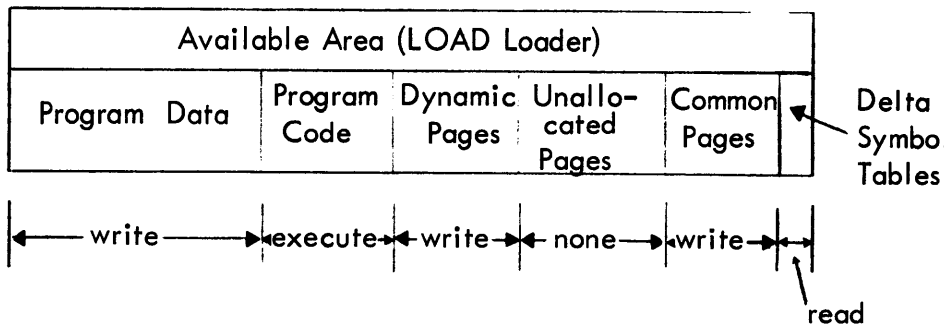 Available Area (LOAD Loader)
Program Data
Program
Code
Dynamic
Pages
Unallo-
cated
Pages
Common
Pages
Delta
Symbo
Tables
write
execute
write
none
write
read